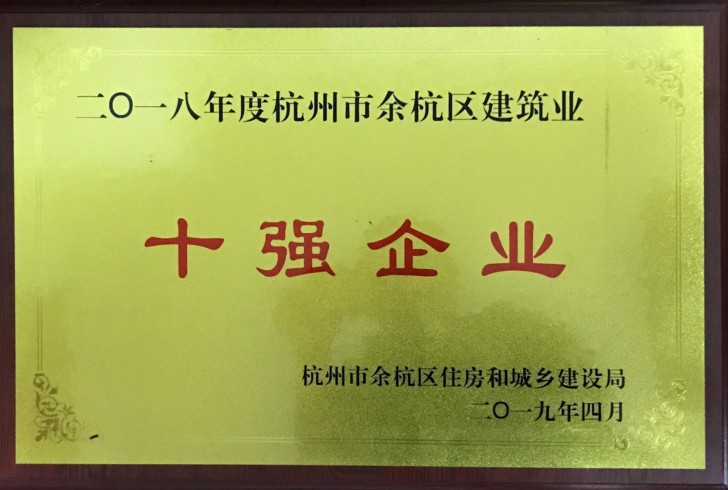 二〇一八年度杭州市余杭区建筑业
十强企业
杭州市余杭区住房和城乡建设局
二〇一九年四月